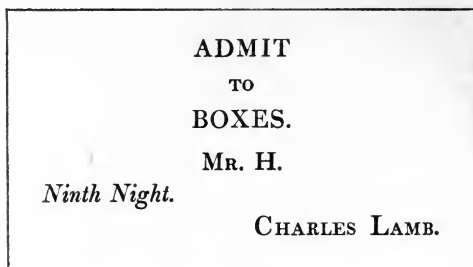 ADMIT
TO
BOXES.
MR. H.
Ninth Night.
CHARLES LAMB.